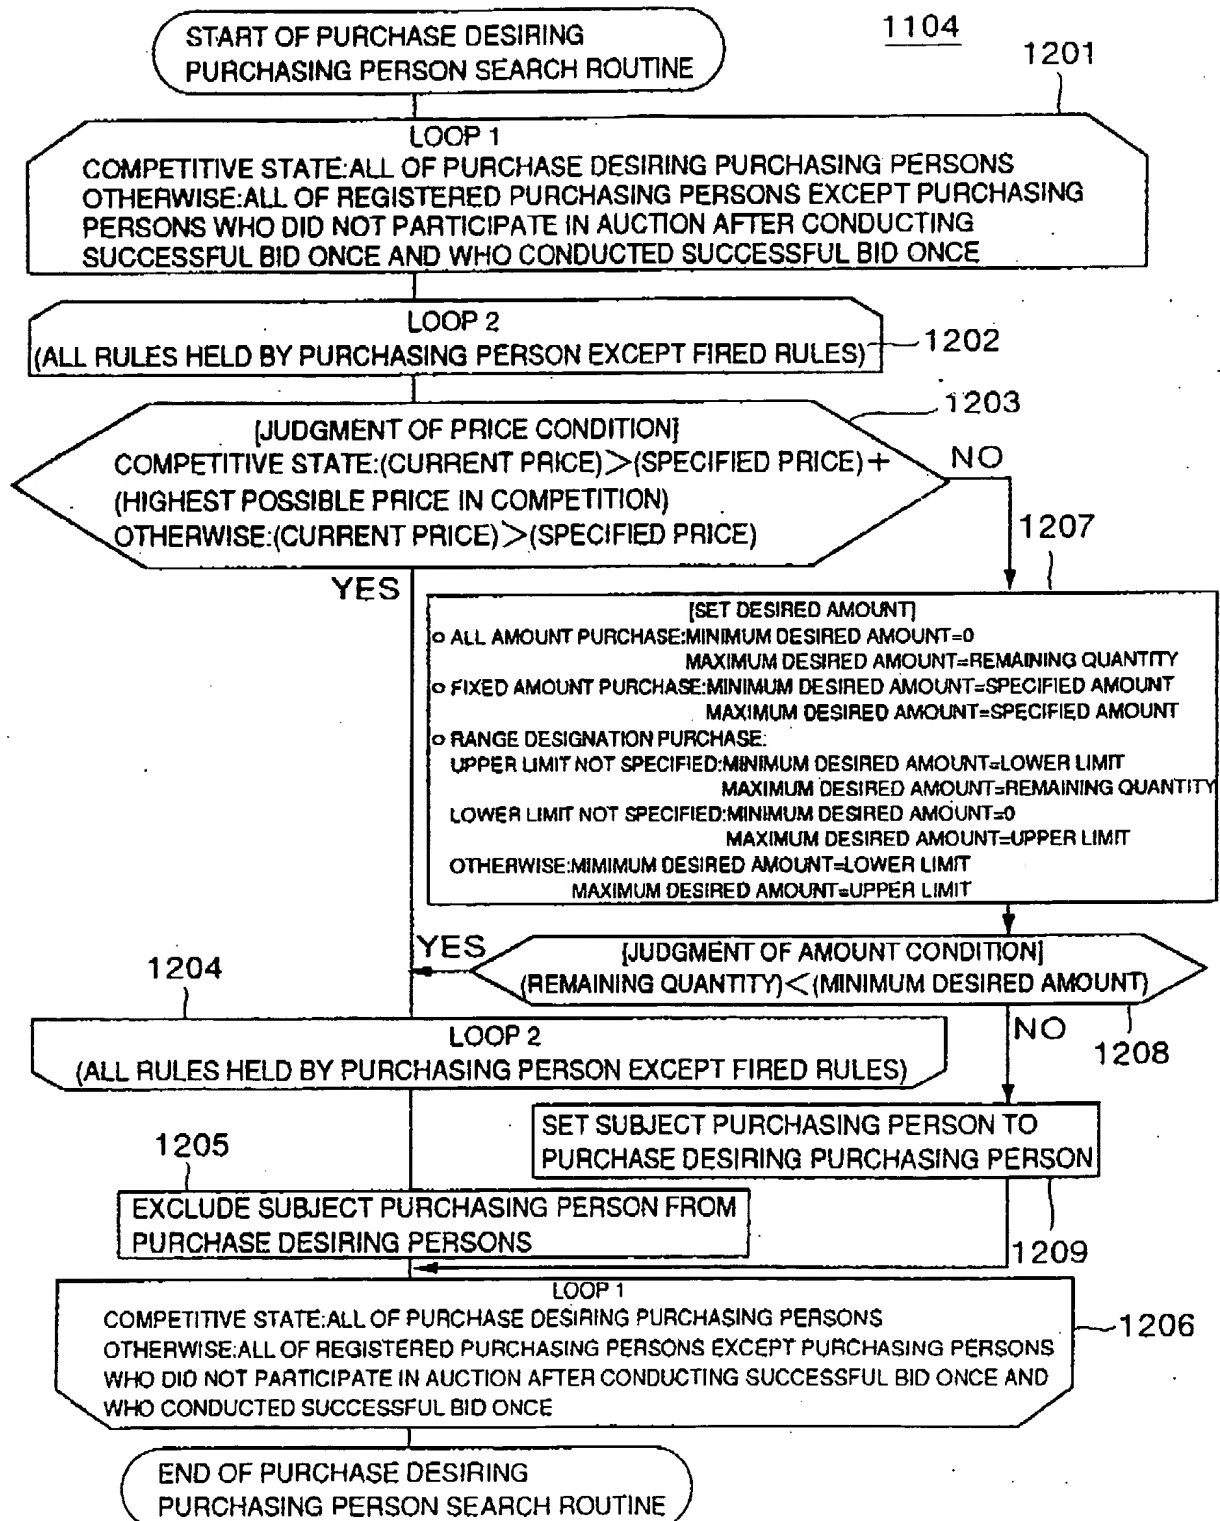 1104
START OF PURCHASE DESIRING
PURCHASING PERSON SEARCH ROUTINE
1201
LOOP 1
COMPETITIVE STATE:ALL OF PURCHASE DESIRING PURCHASING PERSONS
OTHERWISE:ALL OF REGISTERED PURCHASING PERSONS EXCEPT PURCHASING
PERSONS WHO DID NOT PARTICIPATE IN AUCTION AFTER CONDUCTING
SUCCESSFUL BID ONCE AND WHO CONDUCTED SUCCESSFUL BID ONCE
LOOP 2
(ALL RULES HELD BY PURCHASING PERSON EXCEPT FIRED RULES)
1202
1203
[JUDGMENT OF PRICE CONDITION]
COMPETITIVE STATE:(CURRENT PRICE)>(SPECIFIED PRICE)+
(HIGHEST POSSIBLE PRICE IN COMPETITION)
OTHERWISE:(CURRENT PRICE)>(SPECIFIED PRICE)
NO
YES
1207
[SET DESIRED AMOUNT]
o ALL AMOUNT PURCHASE:MINIMUM DESIRED AMOUNT=0
MAXIMUM DESIRED AMOUNT=REMAINING QUANTITY
o FIXED AMOUNT PURCHASE:MINIMUM DESIRED AMOUNT=SPECIFIED AMOUNT
MAXIMUM DESIRED AMOUNT=SPECIFIED AMOUNT
o RANGE DESIGNATION PURCHASE:
UPPER LIMIT NOT SPECIFIED:MINIMUM DESIRED AMOUNT=LOWER LIMIT
MAXIMUM DESIRED AMOUNT=REMAINING QUANTITY
LOWER LIMIT NOT SPECIFIED:MINIMUM DESIRED AMOUNT=0
MAXIMUM DESIRED AMOUNT=UPPER LIMIT
OTHERWISE:MIMIMUM DESIRED AMOUNT=LOWER LIMIT
MAXIMUM DESIRED AMOUNT=UPPER LIMIT
YES
[JUDGMENT OF AMOUNT CONDITION]
(REMAINING QUANTITY)<(MINIMUM DESIRED AMOUNT)
NO
1208
1204
LOOP 2
(ALL RULES HELD BY PURCHASING PERSON EXCEPT FIRED RULES)
SET SUBJECT PURCHASING PERSON TO
PURCHASE DESIRING PURCHASING PERSON
1209
1205
EXCLUDE SUBJECT PURCHASING PERSON FROM
PURCHASE DESIRING PERSONS
LOOP 1
COMPETITIVE STATE:ALL OF PURCHASE DESIRING PURCHASING PERSONS
OTHERWISE:ALL OF REGISTERED PURCHASING PERSONS EXCEPT PURCHASING PERSONS
WHO DID NOT PARTICIPATE IN AUCTION AFTER CONDUCTING SUCCESSFUL BID ONCE AND
WHO CONDUCTED SUCCESSFUL BID ONCE
1206
END OF PURCHASE DESIRING
PURCHASING PERSON SEARCH ROUTINE